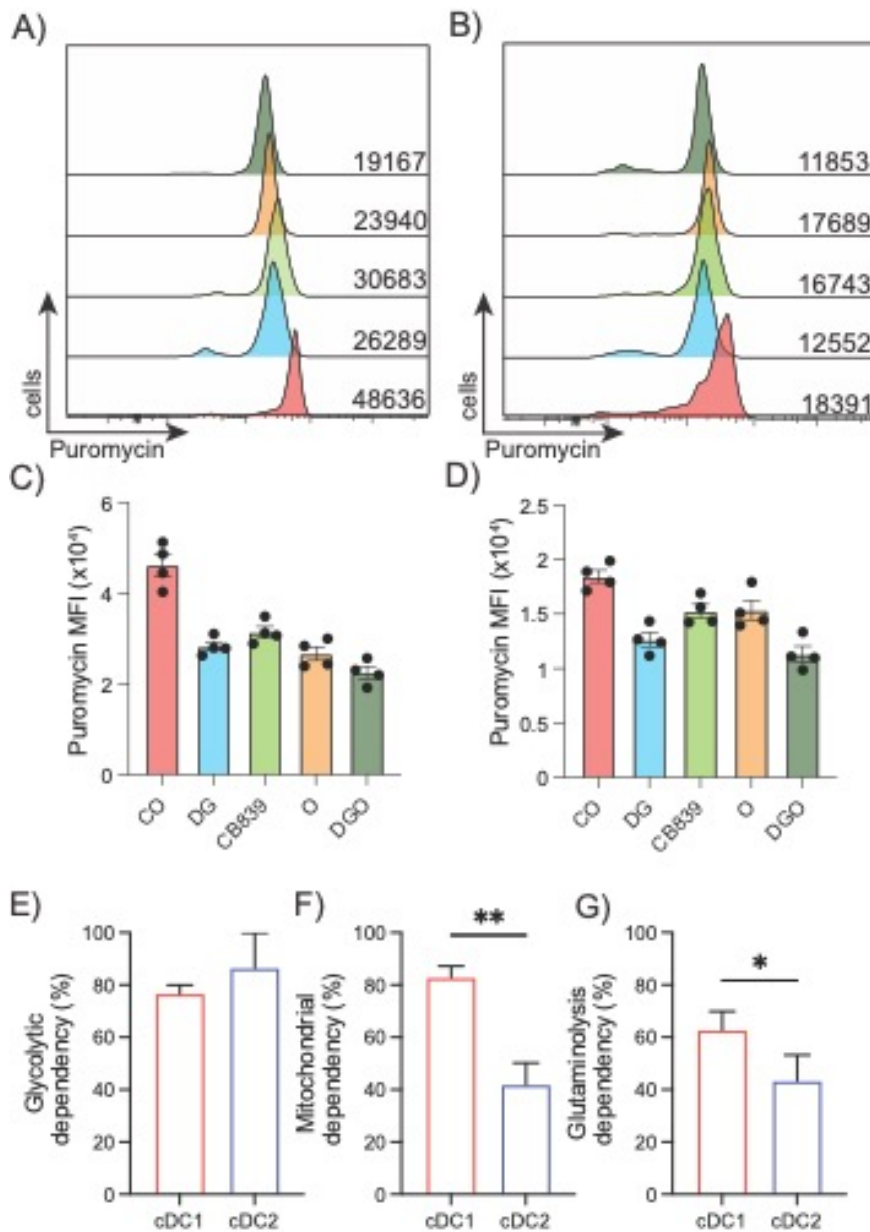 A)
19167
23940
30683
26289
48636
cells
Puromycin
B)
11853
17689
16743
12552
18391
cells
Puromycin
C)
Puromycin MFI (x10⁴)
6
4
2
0
CO
DG
CB839
O
DGO
D)
Puromycin MFI (x10⁴)
2.5
2
1.5
1
0.5
0
CO
DG
CB839
O
DGO
E)
Glycolytic
dependency (%)
100
80
60
40
20
0
cDC1
cDC2
F)
Mitochondrial
dependency (%)
100
80
60
40
20
0
**
cDC1
cDC2
G)
Glutaminolysis
dependency (%)
100
80
60
40
20
0
*
cDC1
cDC2